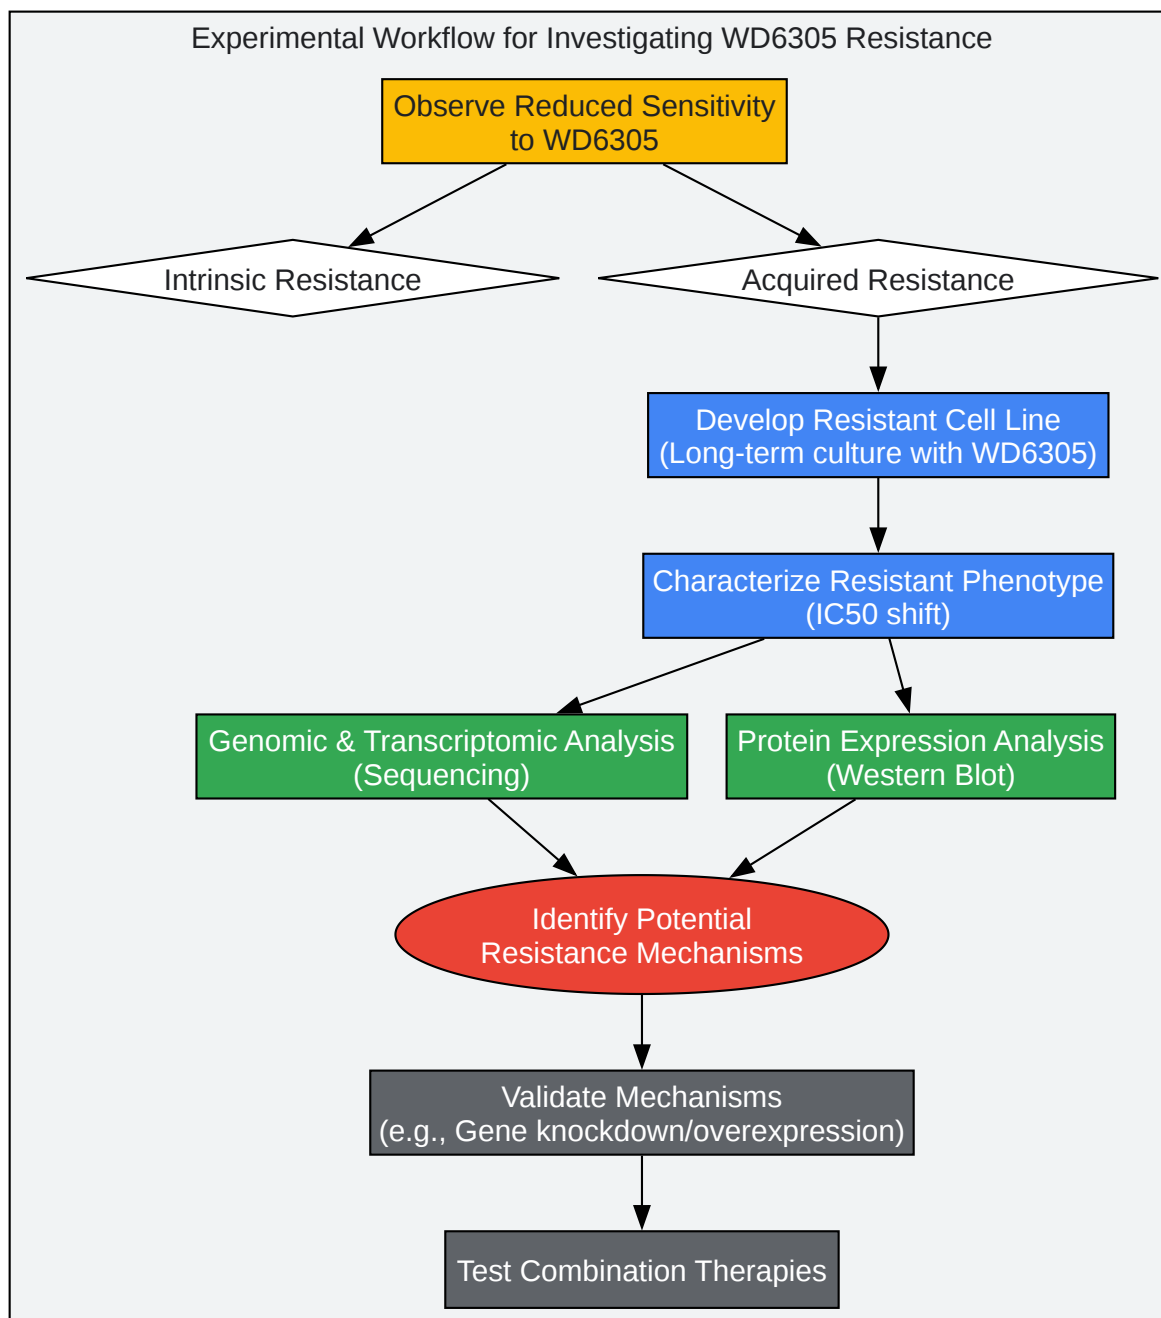 Experimental Workflow for Investigating WD6305 Resistance
Observe Reduced Sensitivity
to WD6305
Intrinsic Resistance
Acquired Resistance
Develop Resistant Cell Line
(Long-term culture with WD6305)
Characterize Resistant Phenotype
(IC50 shift)
Genomic & Transcriptomic Analysis
(Sequencing)
Protein Expression Analysis
(Western Blot)
Identify Potential
Resistance Mechanisms
Validate Mechanisms
(e.g., Gene knockdown/overexpression)
Test Combination Therapies